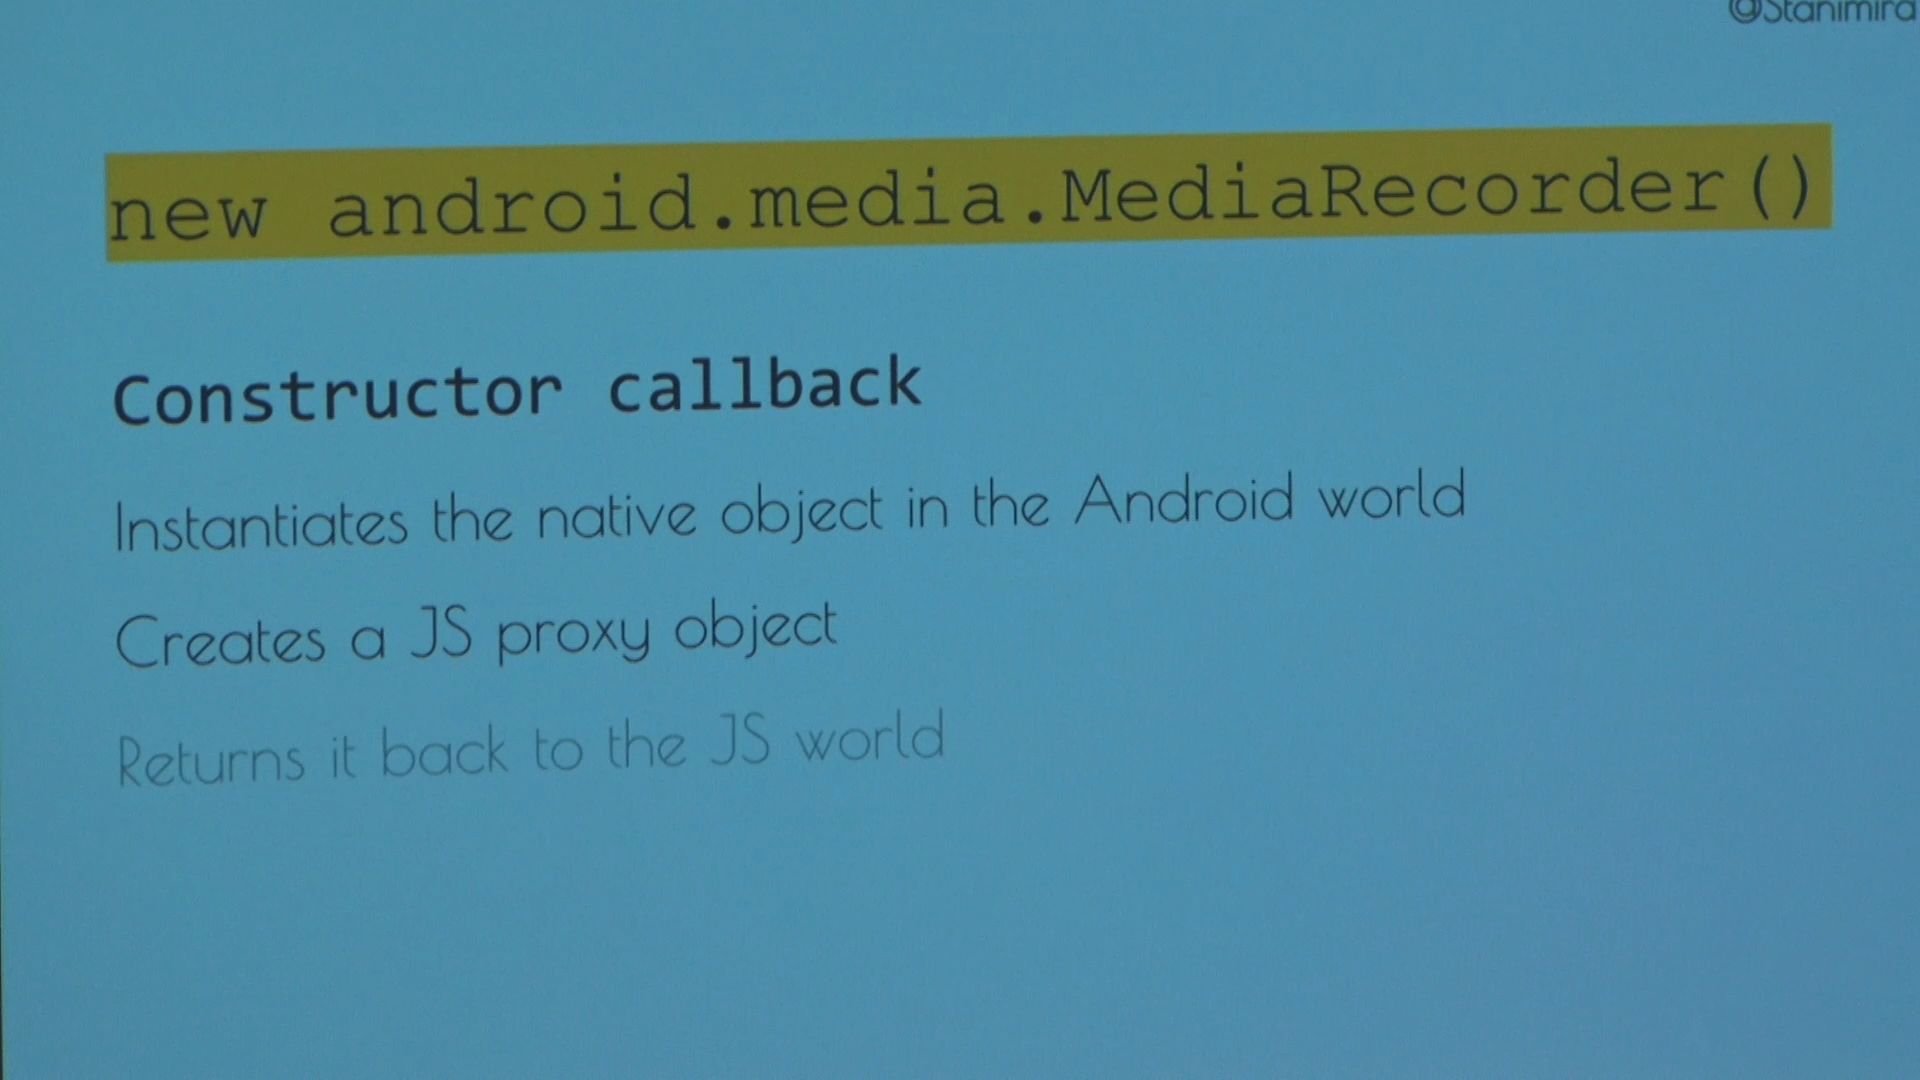 @Stanimira
new android.media.MediaRecorder()
Constructor callback
Instantiates the native object in the Android world
Creates a JS proxy object
Returns it back to the JS world